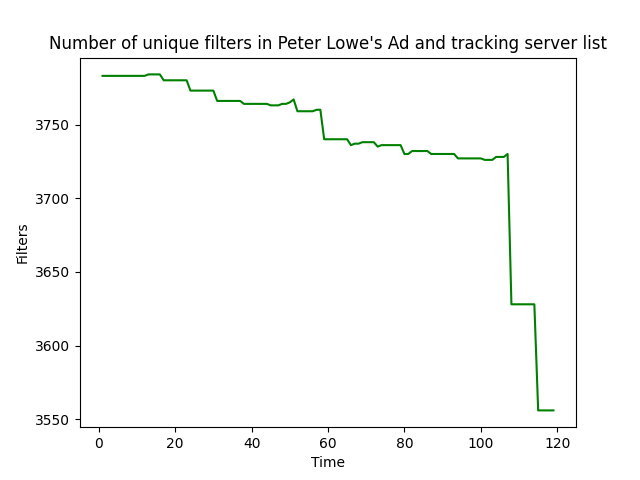 Number of unique filters in Peter Lowe's Ad and tracking server list
3750
3700
3650
3600
3550
Filters
0 20 40 60 80 100 120
Time